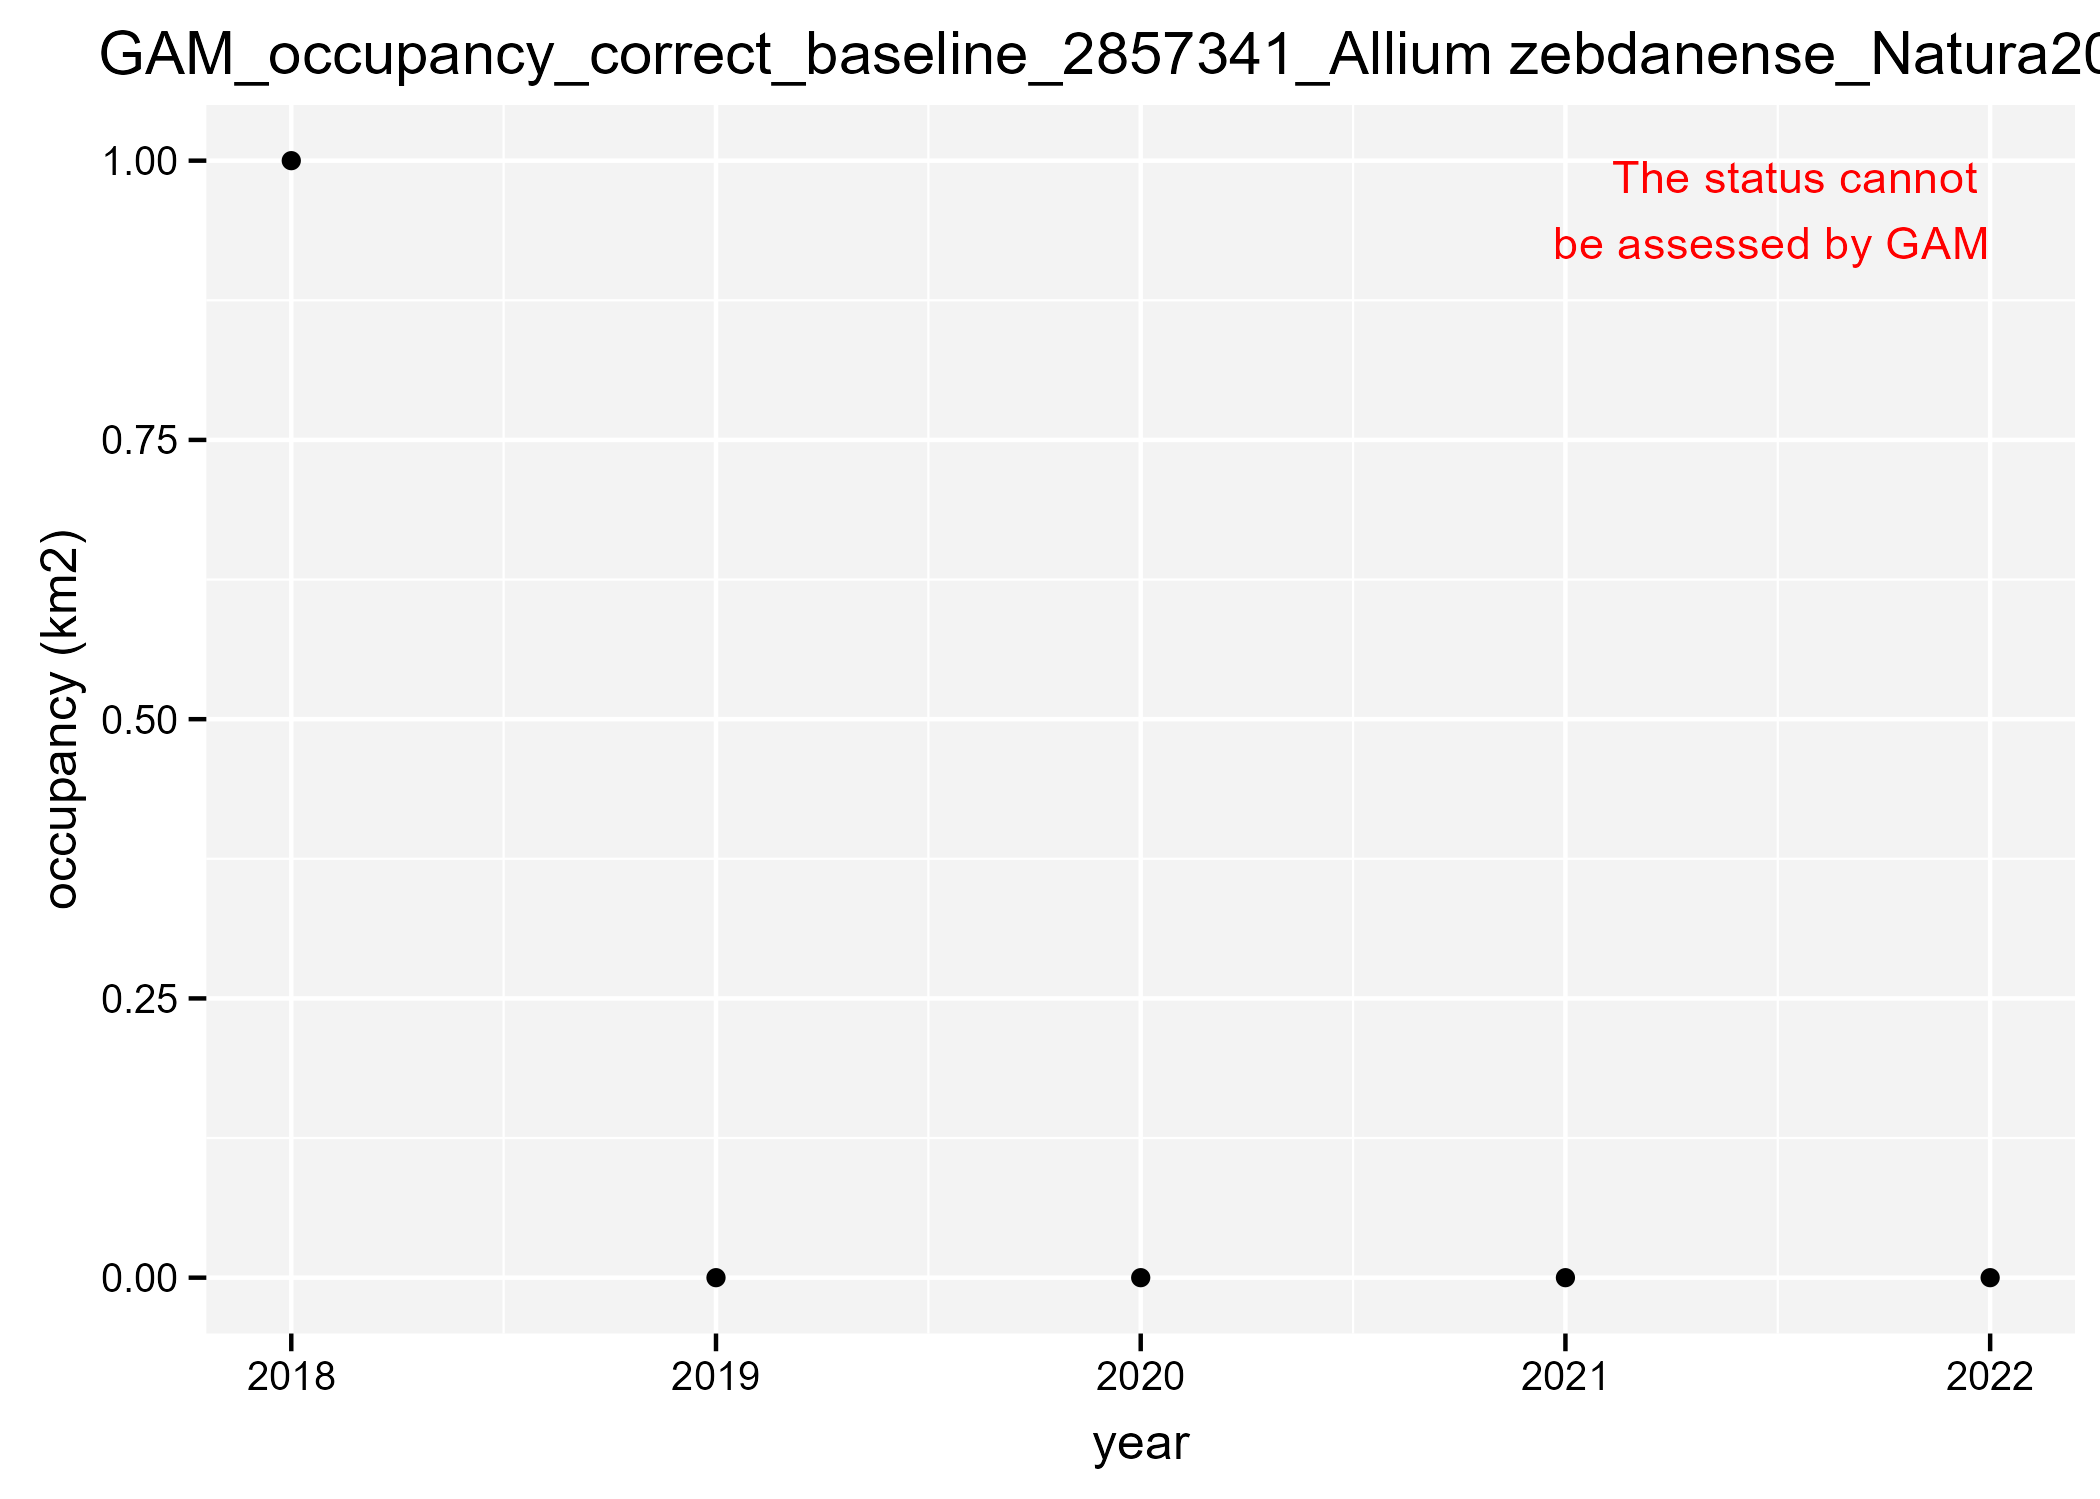 GAM_occupancy_correct_baseline_2857341_Allium zebdanense_Natura20
1.00
The status cannot
be assessed by GAM
0.75
0.50
0.25
0.00
occupancy (km2)
2018 2019 2020 2021 2022
year